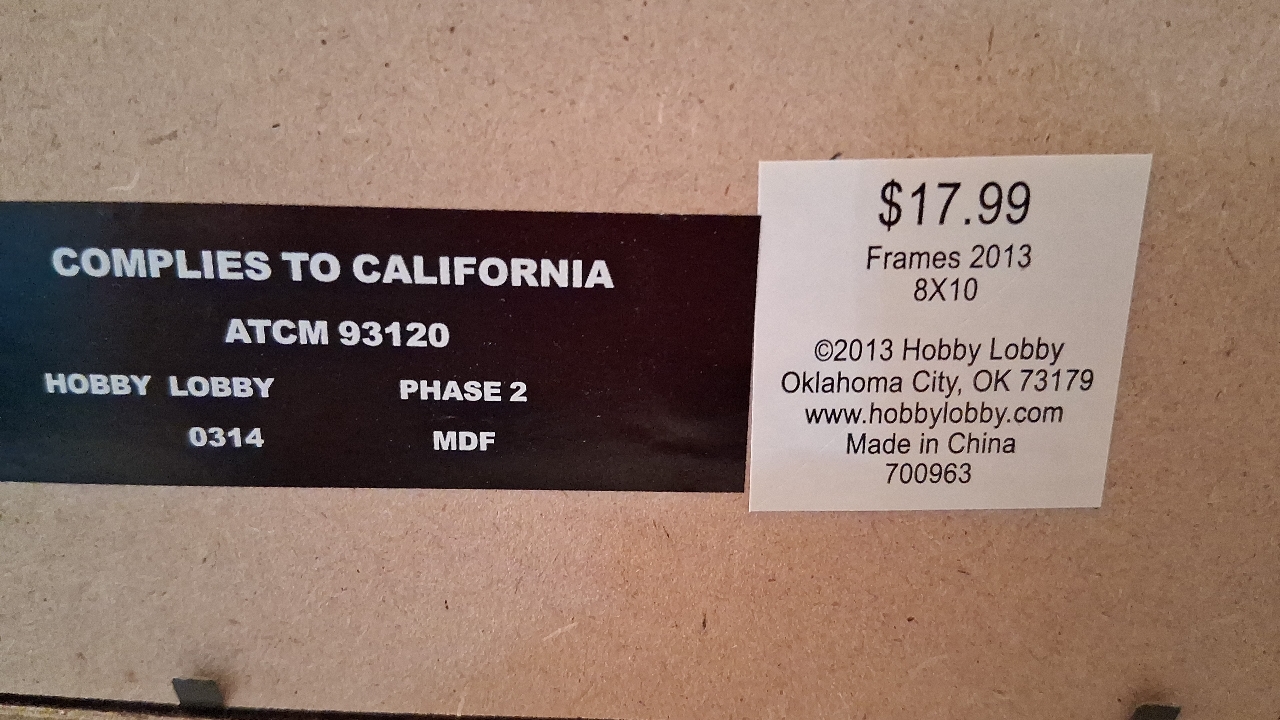 COMPLIES TO CALIFORNIA
ATCM 93120
HOBBY LOBBY PHASE 2
0314 MDF
$17.99
Frames 2013
8X10
©2013 Hobby Lobby
Oklahoma City, OK 73179
www.hobbylobby.com
Made in China
700963